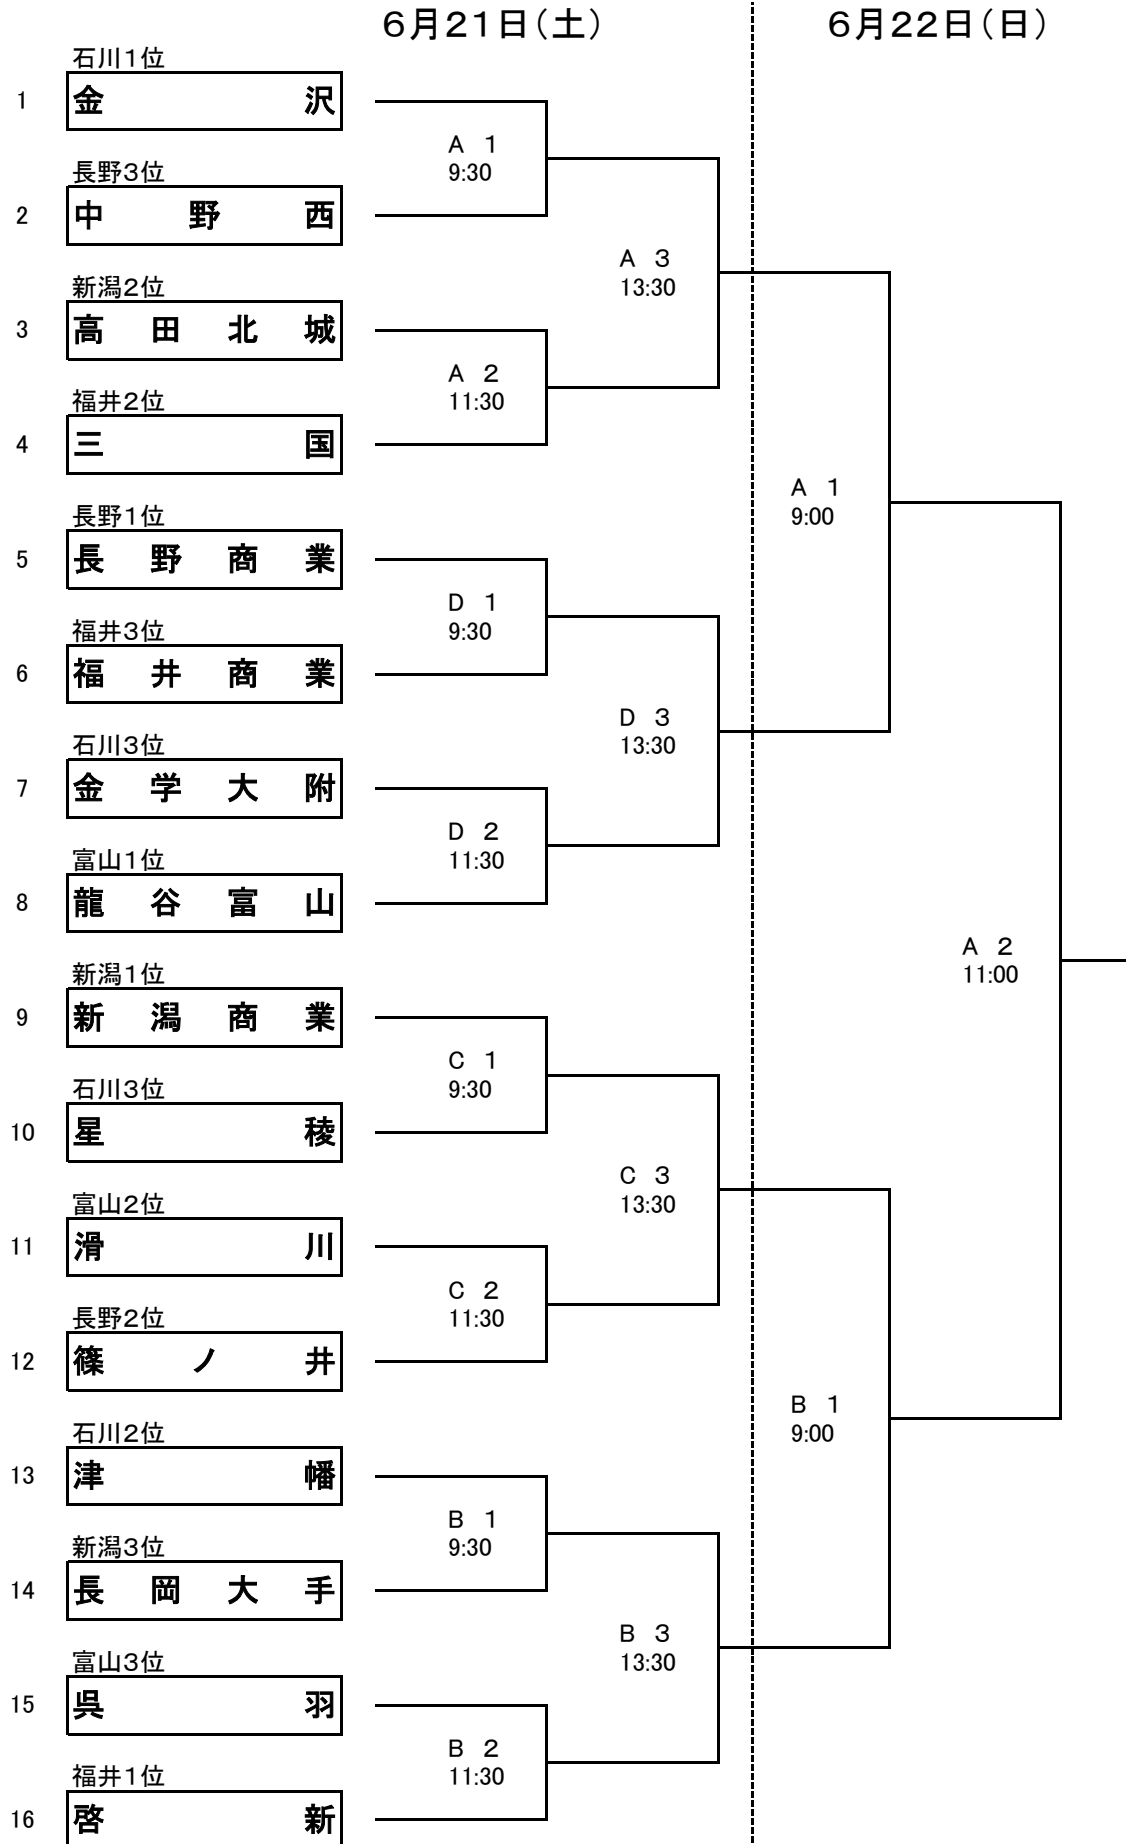 6月21日(土)
6月22日(日)
石川1位
1 金沢
A 1
9:30
長野3位
2 中野西
A 3
13:30
新潟2位
3 高田北城
A 2
11:30
福井2位
4 三国
A 1
9:00
長野1位
5 長野商業
D 1
9:30
福井3位
6 福井商業
D 3
13:30
石川3位
7 金学大附
D 2
11:30
富山1位
8 龍谷富山
A 2
11:00
新潟1位
9 新潟商業
C 1
9:30
石川3位
10 星稜
C 3
13:30
富山2位
11 滑川
C 2
11:30
長野2位
12 篠ノ井
B 1
9:00
石川2位
13 津幡
B 1
9:30
新潟3位
14 長岡大手
B 3
13:30
富山3位
15 呉羽
B 2
11:30
福井1位
16 啓新